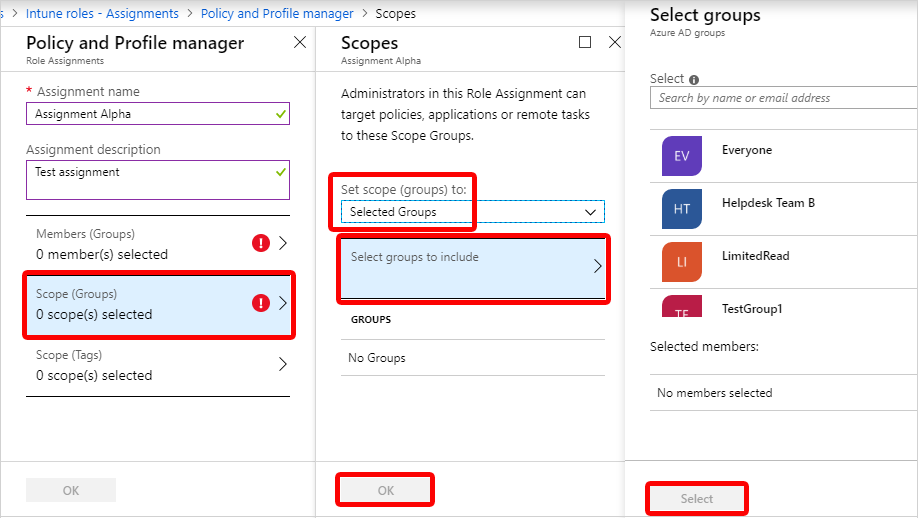 s > Intune roles - Assignments > Policy and Profile manager > Scopes
Policy and Profile manager
Role Assignments
* Assignment name
Assignment Alpha
Assignment description
Test assignment
Members (Groups)
0 member(s) selected
Scope (Groups)
0 scope(s) selected
Scope (Tags)
0 scope(s) selected
OK
Scopes
Assignment Alpha
Administrators in this Role Assignment can
target policies, applications or remote tasks
to these Scope Groups.
Set scope (groups) to:
Selected Groups
Select groups to include
GROUPS
No Groups
OK
Select groups
Azure AD groups
Select
Search by name or email address
EV
Everyone
HT
Helpdesk Team B
LI
LimitedRead
TE
TestGroup1
Selected members:
No members selected
Select